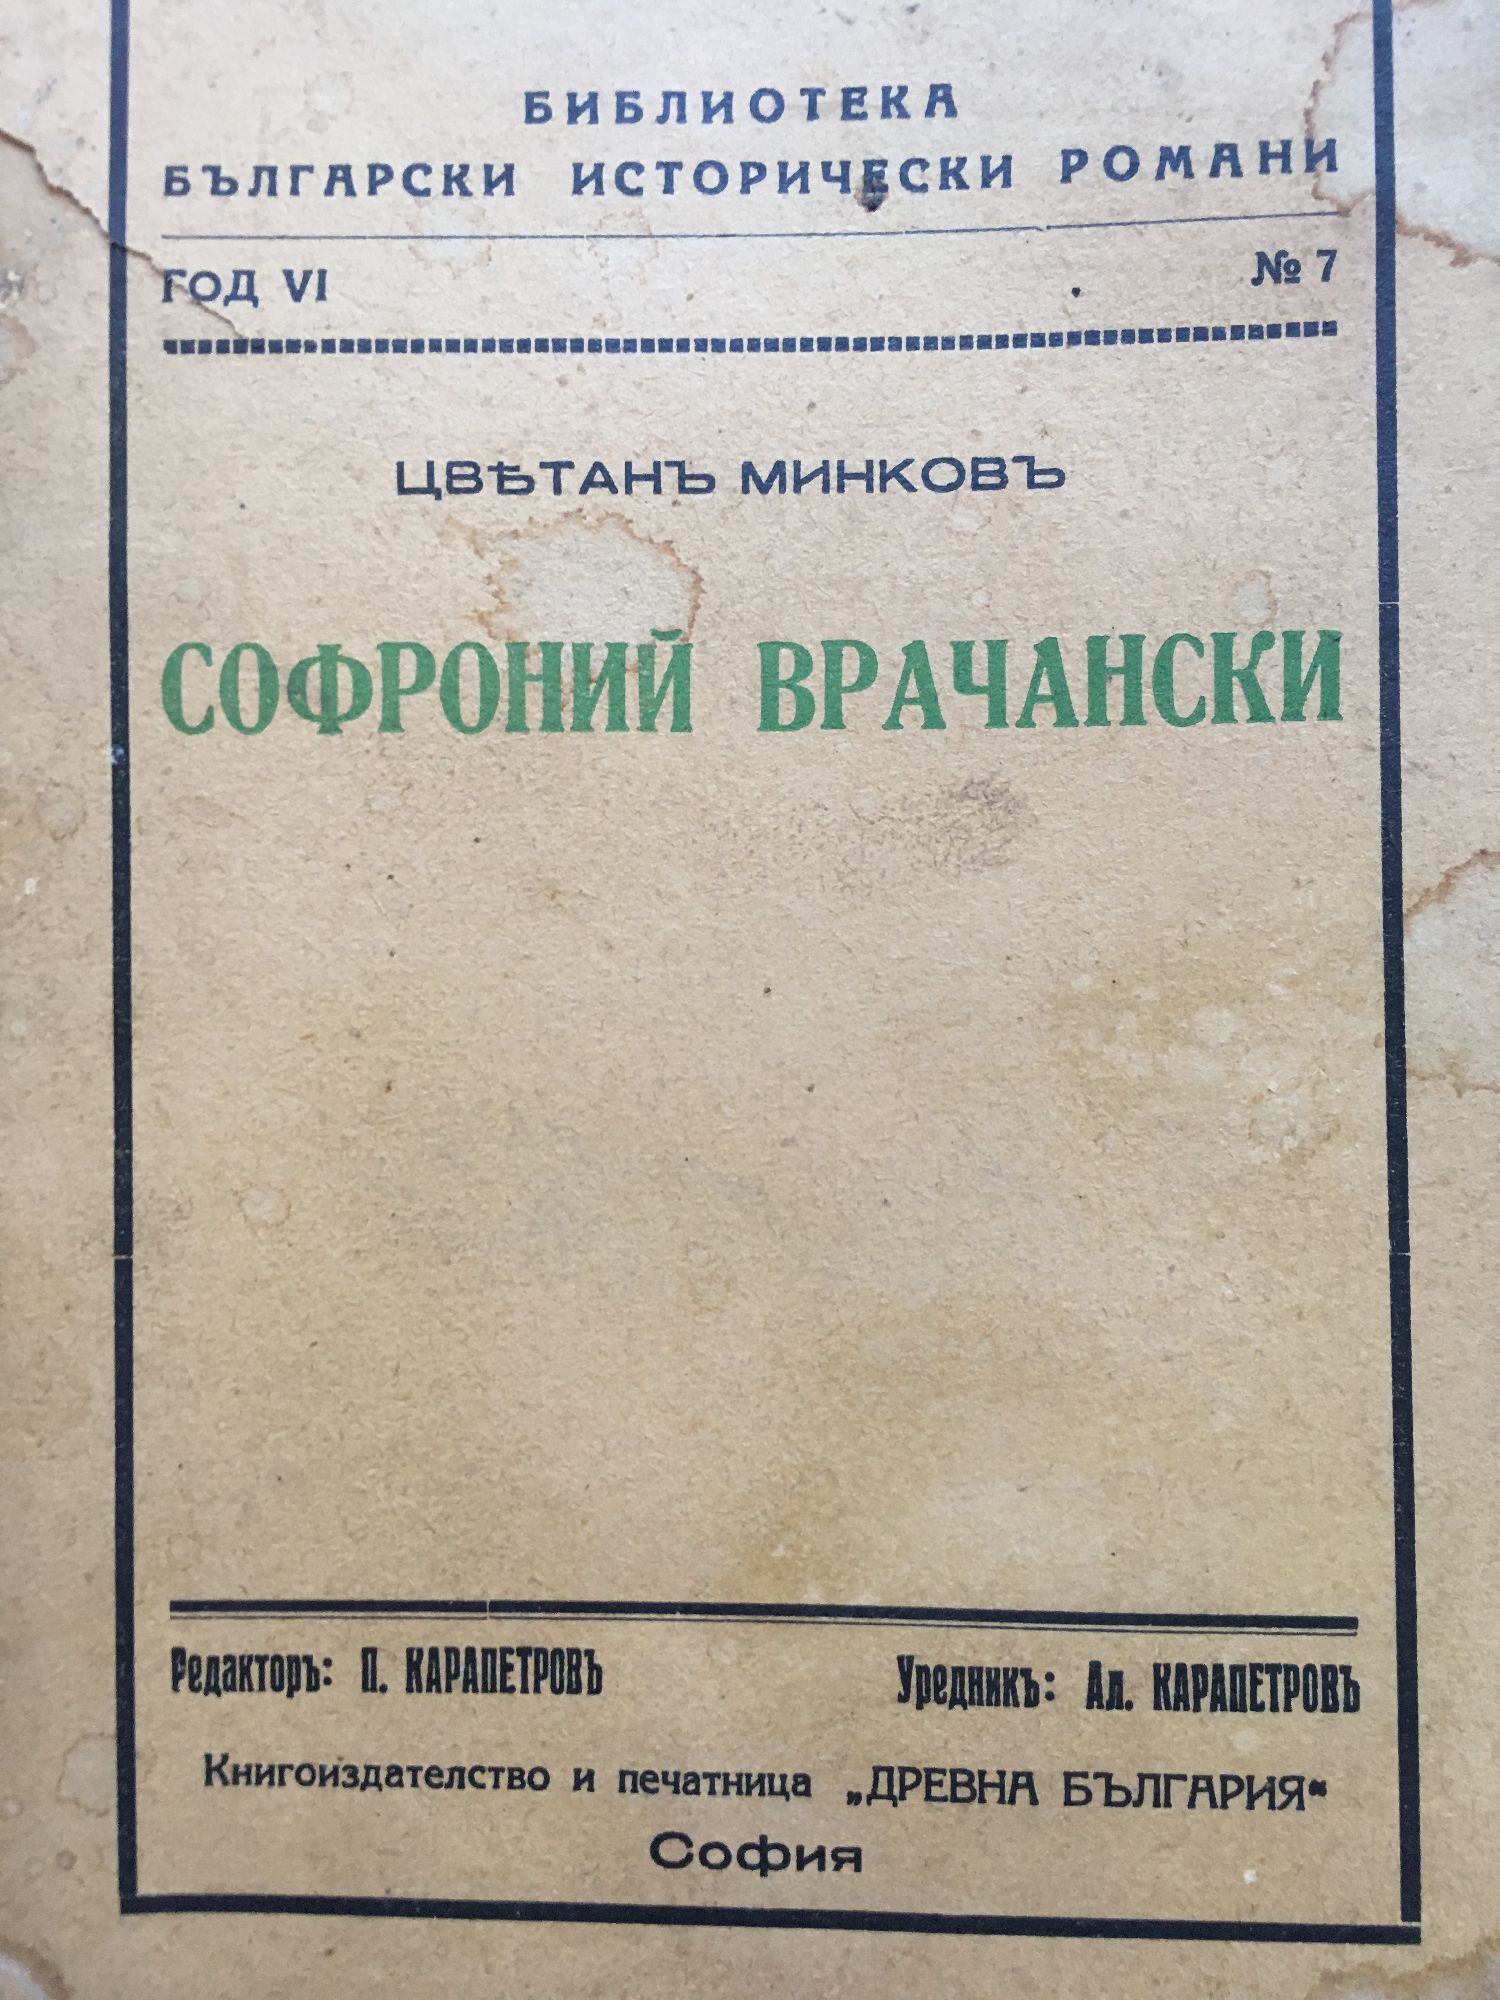 БИБЛИОТЕКА
БЪЛГАРСКИ ИСТОРИЧЕСКИ РОМАНИ
ГОД VI № 7
ЦВѢТАНЪ МИНКОВЪ
СОФРОНИЙ ВРАЧАНСКИ
Редакторъ: П. КАРАПЕТРОВЪ Уредникъ: Ал. КАРАПЕТРОВЪ
Книгоиздателство и печатница „ДРЕВНА БЪЛГАРИЯ“
София